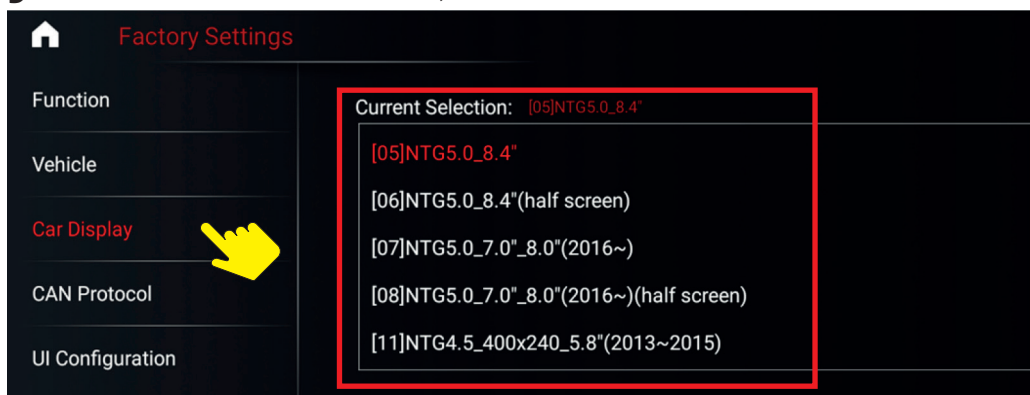 Factory Settings
Function
Vehicle
Car Display
CAN Protocol
UI Configuration
Current Selection: [05]NTG5.0_8.4"
[05]NTG5.0_8.4"
[06]NTG5.0_8.4"(half screen)
[07]NTG5.0_7.0"_8.0"(2016~)
[08]NTG5.0_7.0"_8.0"(2016~)(half screen)
[11]NTG4.5_400x240_5.8"(2013~2015)